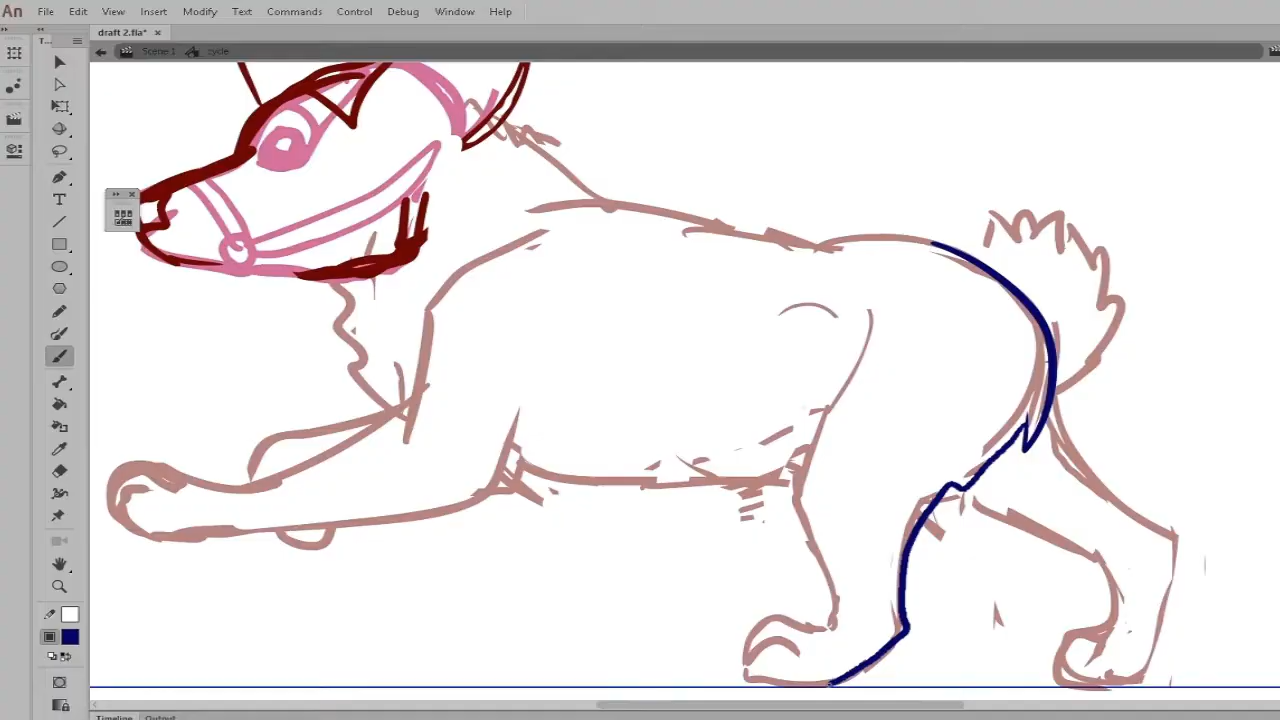 An File Edit View Insert Modify Text Commands Control Debug Window Help
T...
draft 2.fla* ×
Scene 1 cycle
T
Timeline Output